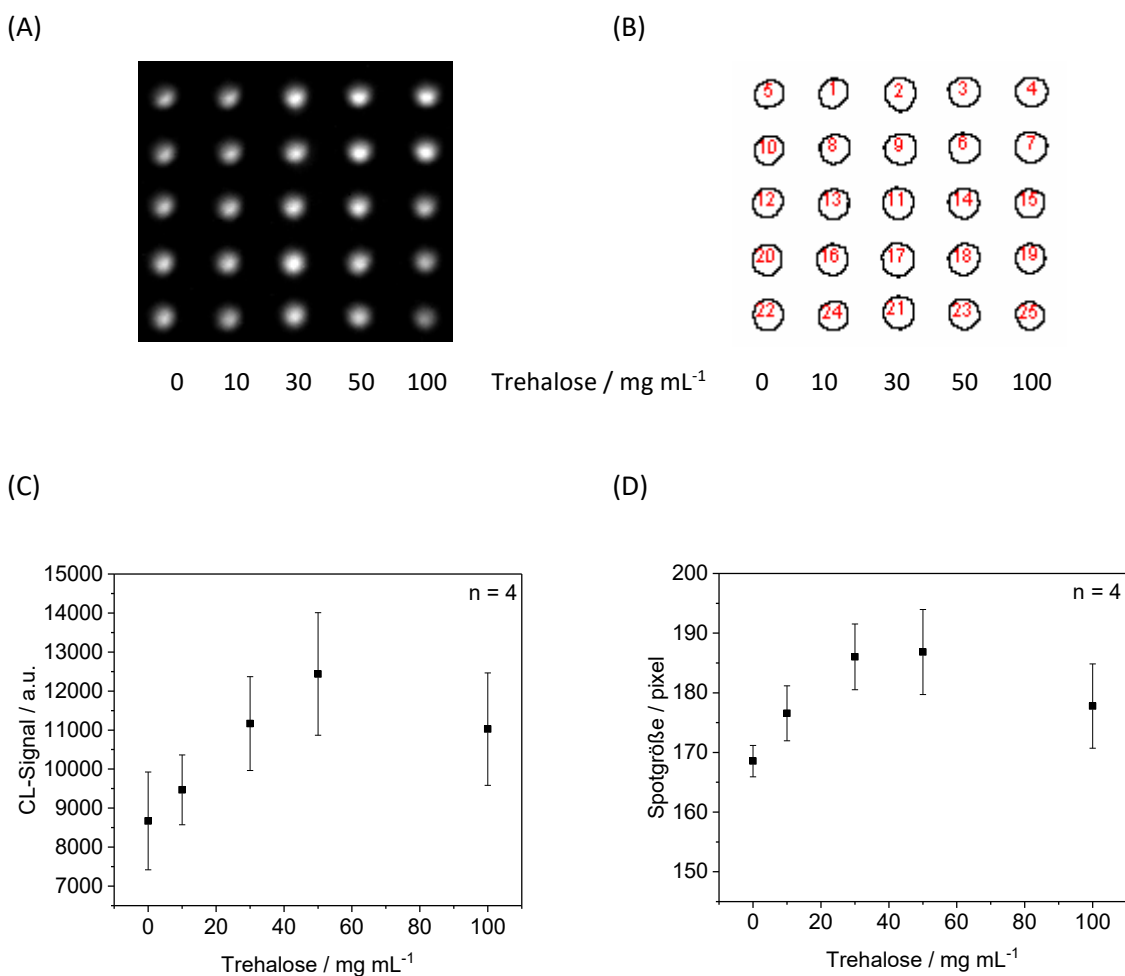 (A)
(B)
5 1 2 3 4
10 8 9 6 7
12 13 11 14 15
20 16 17 18 19
22 24 21 23 25
0 10 30 50 100 Trehalose / mg mL⁻¹ 0 10 30 50 100
(C)
(D)
15000
14000
13000
12000
11000
10000
9000
8000
7000
CL-Signal / a.u.
n = 4
0 20 40 60 80 100
Trehalose / mg mL⁻¹
200
190
180
170
160
150
Spotgröße / pixel
n = 4
0 20 40 60 80 100
Trehalose / mg mL⁻¹